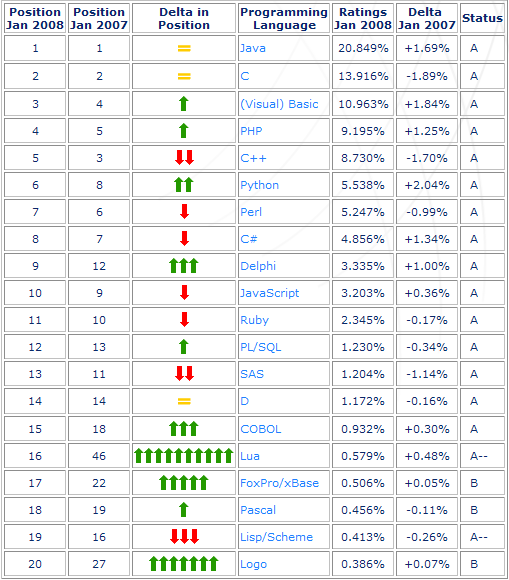 Position Jan 2008 Position Jan 2007 Delta in Position Programming Language Ratings Jan 2008 Delta Jan 2007 Status
1 1 = Java 20.849% +1.69% A
2 2 = C 13.916% -1.89% A
3 4 ↑ (Visual) Basic 10.963% +1.84% A
4 5 ↑ PHP 9.195% +1.25% A
5 3 ↓↓ C++ 8.730% -1.70% A
6 8 ↑↑ Python 5.538% +2.04% A
7 6 ↓ Perl 5.247% -0.99% A
8 7 ↓ C# 4.856% +1.34% A
9 12 ↑↑↑ Delphi 3.335% +1.00% A
10 9 ↓ JavaScript 3.203% +0.36% A
11 10 ↓ Ruby 2.345% -0.17% A
12 13 ↑ PL/SQL 1.230% -0.34% A
13 11 ↓↓ SAS 1.204% -1.14% A
14 14 = D 1.172% -0.16% A
15 18 ↑↑↑ COBOL 0.932% +0.30% A
16 46 ↑↑↑↑↑↑↑↑↑↑ Lua 0.579% +0.48% A--
17 22 ↑↑↑↑↑ FoxPro/xBase 0.506% +0.05% B
18 19 ↑ Pascal 0.456% -0.11% B
19 16 ↓↓↓ Lisp/Scheme 0.413% -0.26% A--
20 27 ↑↑↑↑↑↑↑ Logo 0.386% +0.07% B